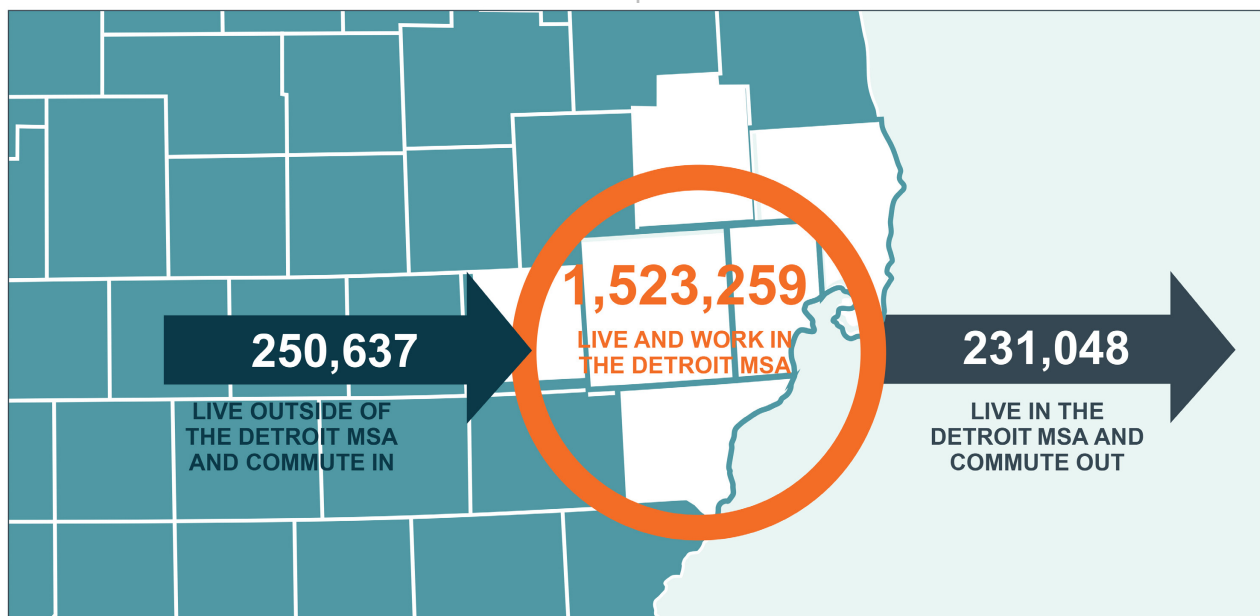 250,637
LIVE OUTSIDE OF
THE DETROIT MSA
AND COMMUTE IN
1,523,259
LIVE AND WORK IN
THE DETROIT MSA
231,048
LIVE IN THE
DETROIT MSA AND
COMMUTE OUT